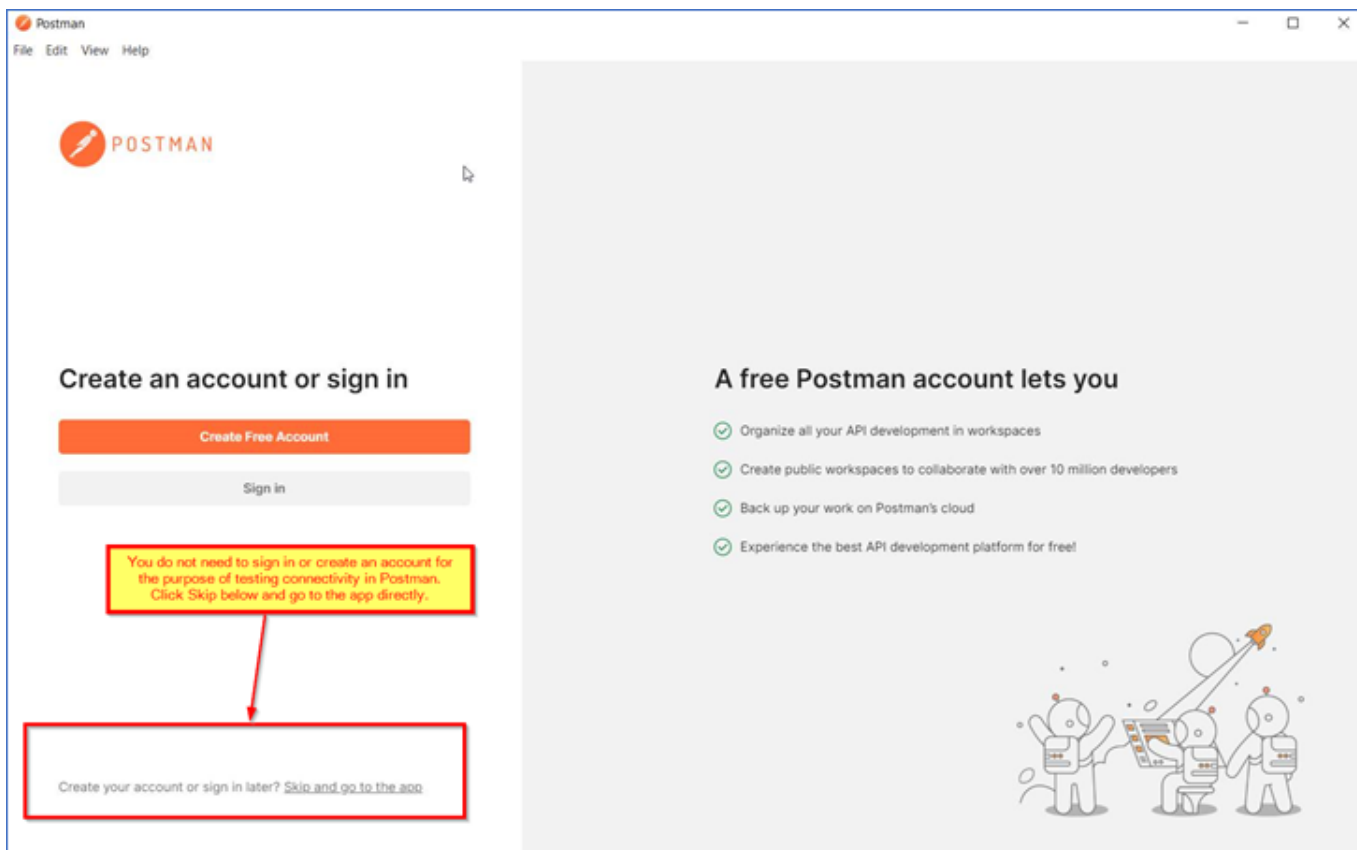 Postman
File Edit View Help
POSTMAN
Create an account or sign in
Create Free Account
Sign in
You do not need to sign in or create an account for
the purpose of testing connectivity in Postman.
Click Skip below and go to the app directly.
Create your account or sign in later? Skip and go to the app
A free Postman account lets you
Organize all your API development in workspaces
Create public workspaces to collaborate with over 10 million developers
Back up your work on Postman's cloud
Experience the best API development platform for free!